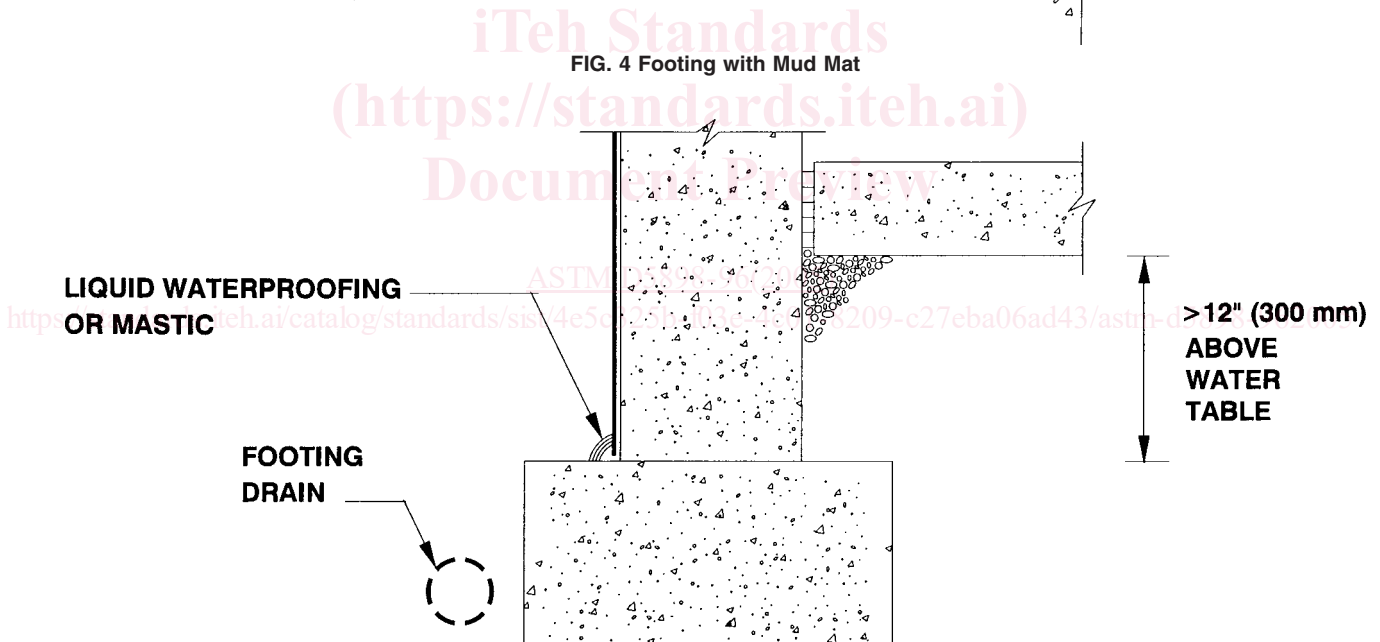 iTeh Standards
FIG. 4 Footing with Mud Mat
(https://standards.iteh.ai)
Document Preview
LIQUID WATERPROOFING
OR MASTIC
>12" (300 mm)
ABOVE
WATER
TABLE
FOOTING
DRAIN